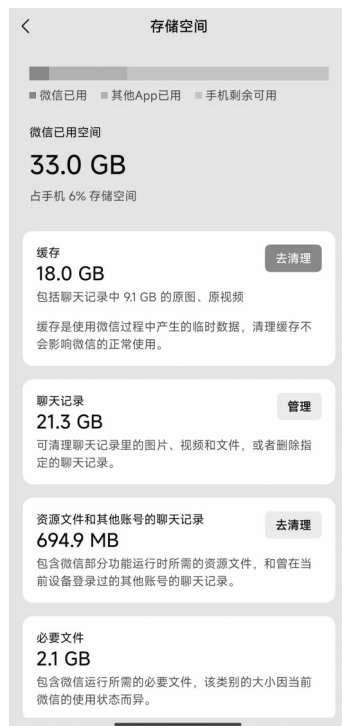 存储空间
微信已用 其他App已用 手机剩余可用
微信已用空间
33.0 GB
占手机 6% 存储空间
缓存
去清理
18.0 GB
包括聊天记录中 9.1 GB 的原图、原视频
缓存是使用微信过程中产生的临时数据，清理缓存不
会影响微信的正常使用。
聊天记录
管理
21.3 GB
可清理聊天记录里的图片、视频和文件，或者删除指
定的聊天记录。
资源文件和其他账号的聊天记录
去清理
694.9 MB
包含微信部分功能运行时所需的资源文件，和曾在当
前设备登录过的其他账号的聊天记录。
必要文件
2.1 GB
包含微信运行所需的必要文件，该类别的大小因当前
微信的使用状态而异。